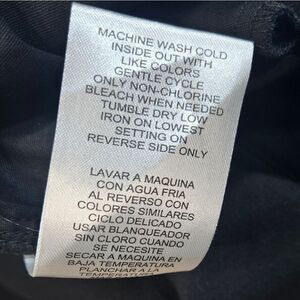 MACHINE WASH COLD
INSIDE OUT WITH
LIKE COLORS
GENTLE CYCLE
ONLY NON-CHLORINE
BLEACH WHEN NEEDED
TUMBLE DRY LOW
IRON ON LOWEST
SETTING ON
REVERSE SIDE ONLY
LAVAR A MAQUINA
CON AGUA FRIA
AL REVERSO CON
COLORES SIMILARES
CICLO DELICADO
USAR BLANQUEADOR
SIN CLORO CUANDO
SE NECESITE
SECAR A MAQUINA EN
BAJA TEMPERATURA
PLANCHAR A LA
TEMPERATURA